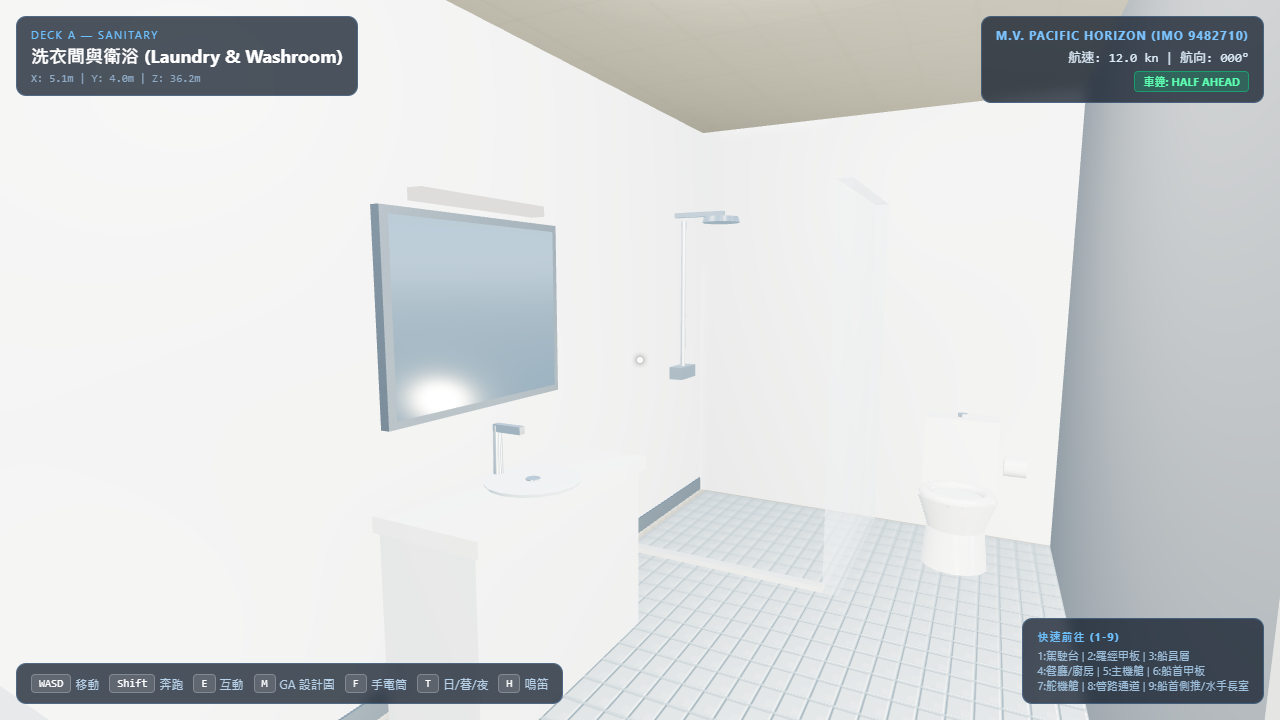 DECK A — SANITARY
洗衣間與衛浴 (Laundry & Washroom)
X: 5.1m | Y: 4.0m | Z: 36.2m
M.V. PACIFIC HORIZON (IMO 9482710)
航速: 12.0 kn | 航向: 000°
車鐘: HALF AHEAD
WASD 移動 Shift 奔跑 E 互動 M GA 設計圖 F 手電筒 T 日/暮/夜 H 鳴笛
快速前往 (1-9)
1:駕駛台 | 2:羅經甲板 | 3:船員層
4:餐廳/廚房 | 5:主機艙 | 6:船首甲板
7:舵機艙 | 8:管路通道 | 9:船首側推/水手長室